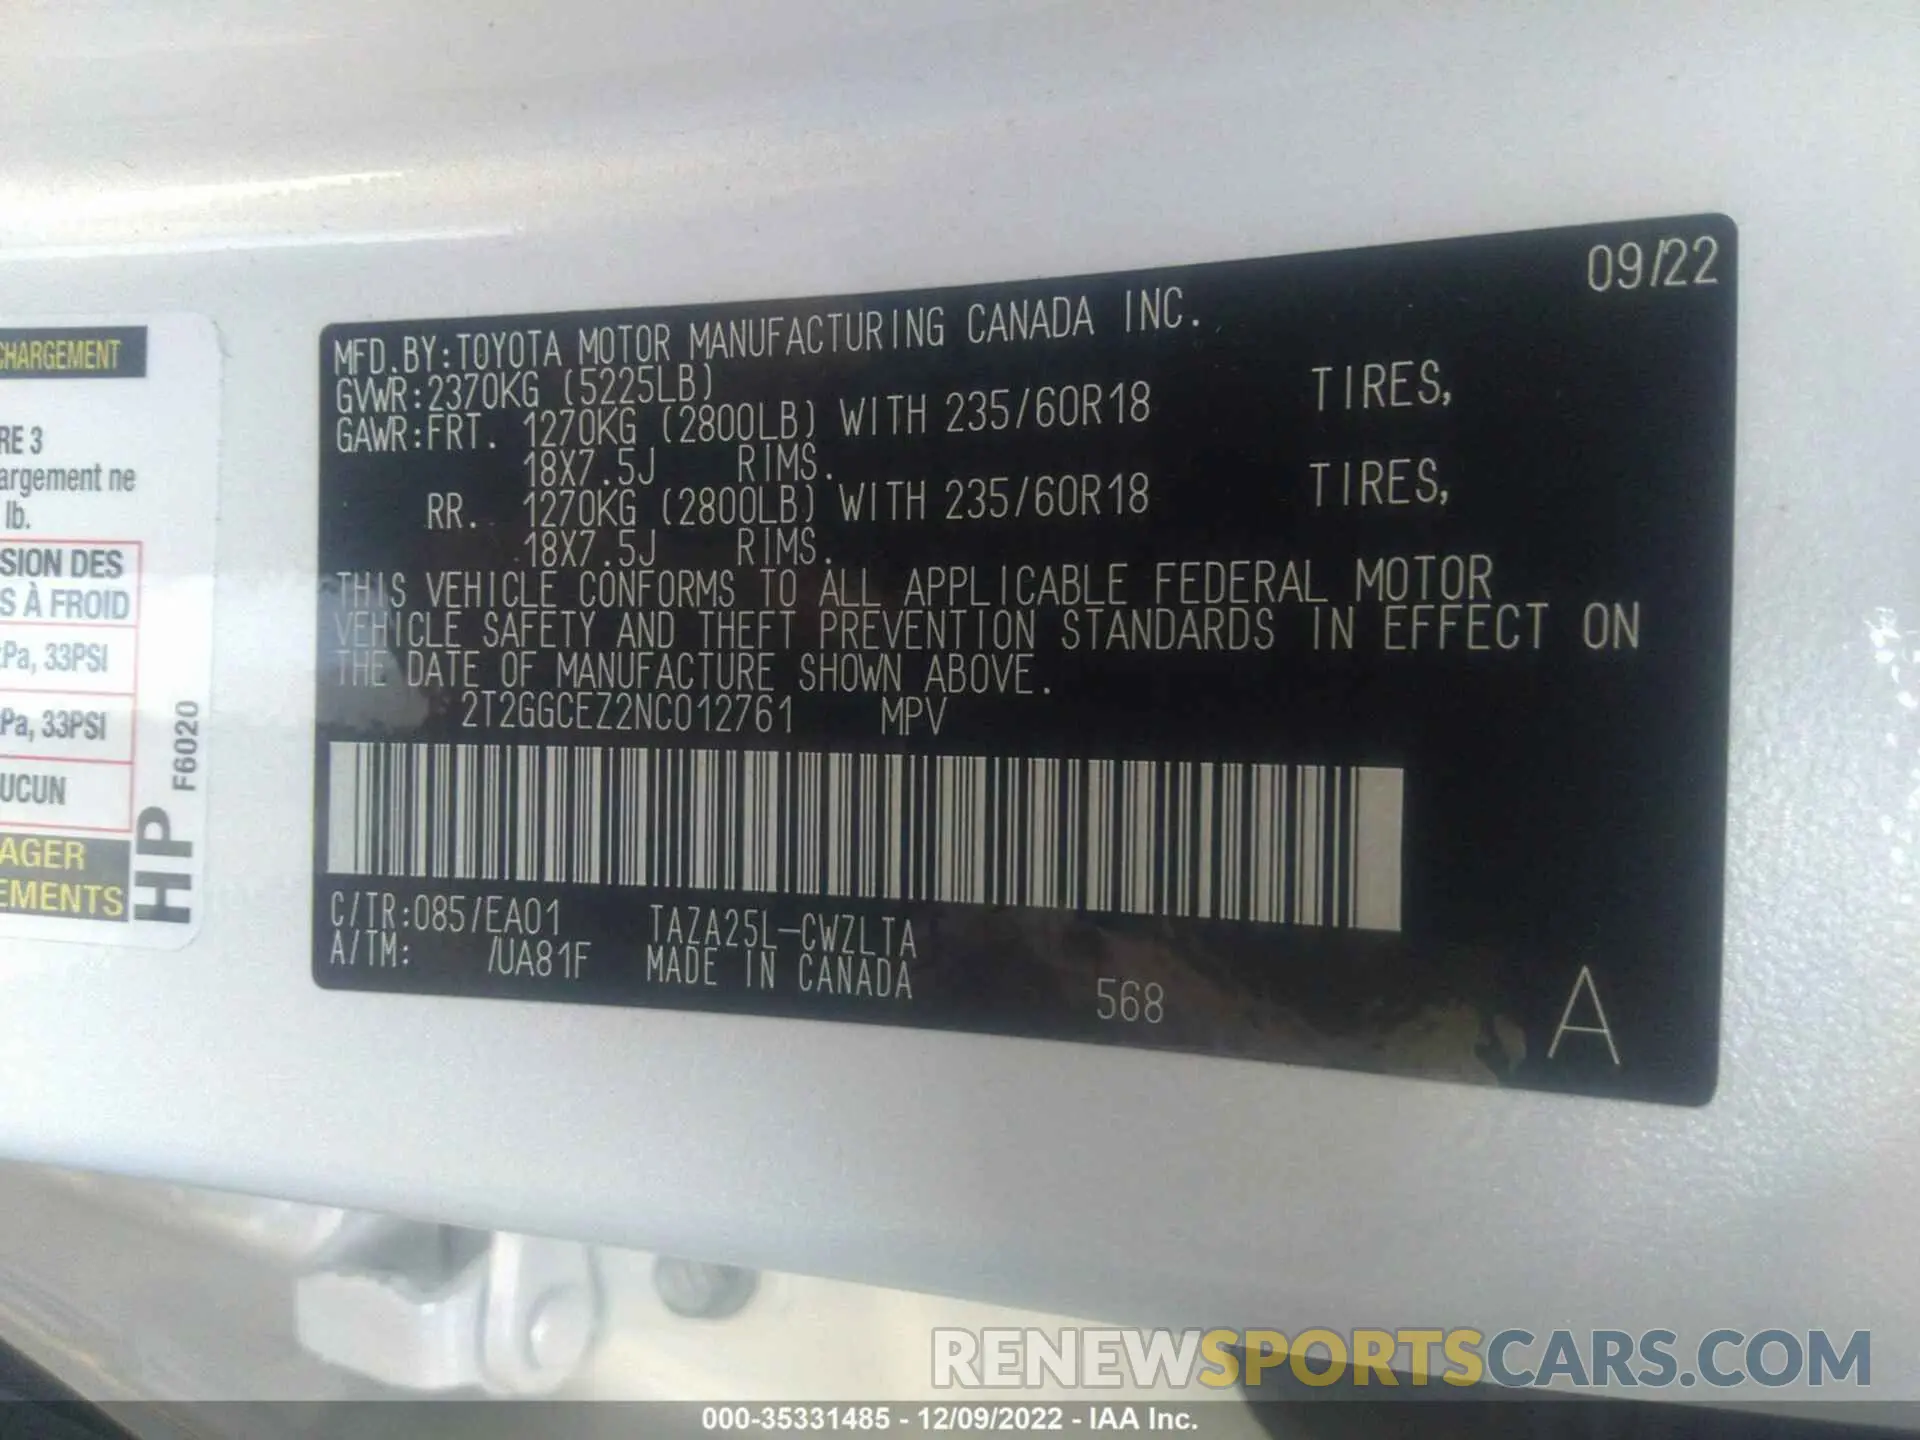 CHARGEMENT
RE 3
argement ne
lb.
SION DES
S À FROID
Pa, 33PSI
Pa, 33PSI
UCUN
AGER
EMENTS
HP
F6020
09/22
MFD.BY:TOYOTA MOTOR MANUFACTURING CANADA INC.
GVWR:2370KG (5225LB)
GAWR:FRT. 1270KG (2800LB) WITH 235/60R18 TIRES,
18X7.5J RIMS.
RR. 1270KG (2800LB) WITH 235/60R18 TIRES,
18X7.5J RIMS.
THIS VEHICLE CONFORMS TO ALL APPLICABLE FEDERAL MOTOR
VEHICLE SAFETY AND THEFT PREVENTION STANDARDS IN EFFECT ON
THE DATE OF MANUFACTURE SHOWN ABOVE.
2T2GGCEZ2NC012761 MPV
C/TR:085/EA01 TAZA25L-CWZLTA
A/TM: /UA81F MADE IN CANADA
568
A
RENEWSPORTSCARS.COM
000-35331485 - 12/09/2022 - IAA Inc.